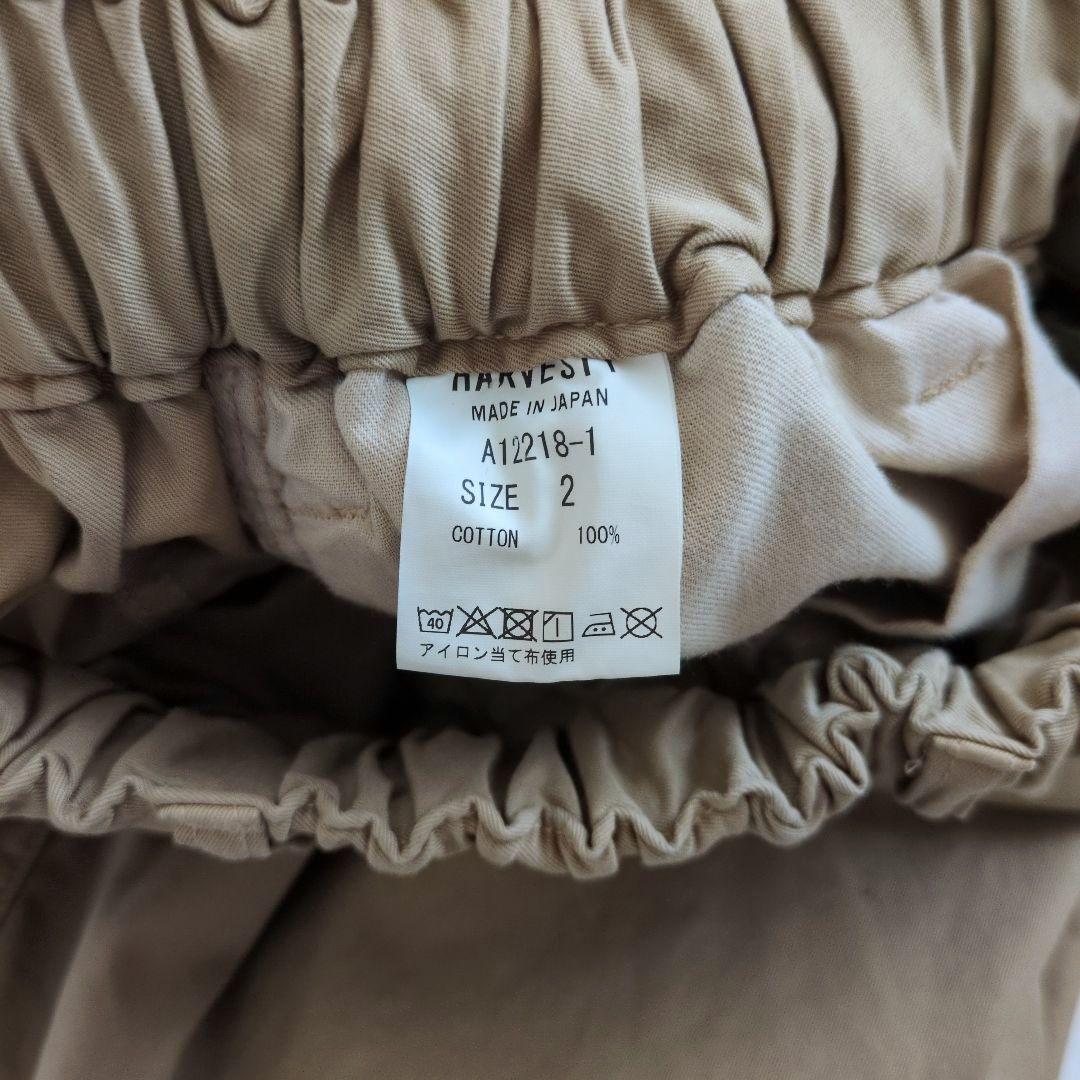 HARVESTY
MADE IN JAPAN
A12218-1
SIZE 2
COTTON 100%
40
アイロン当て布使用